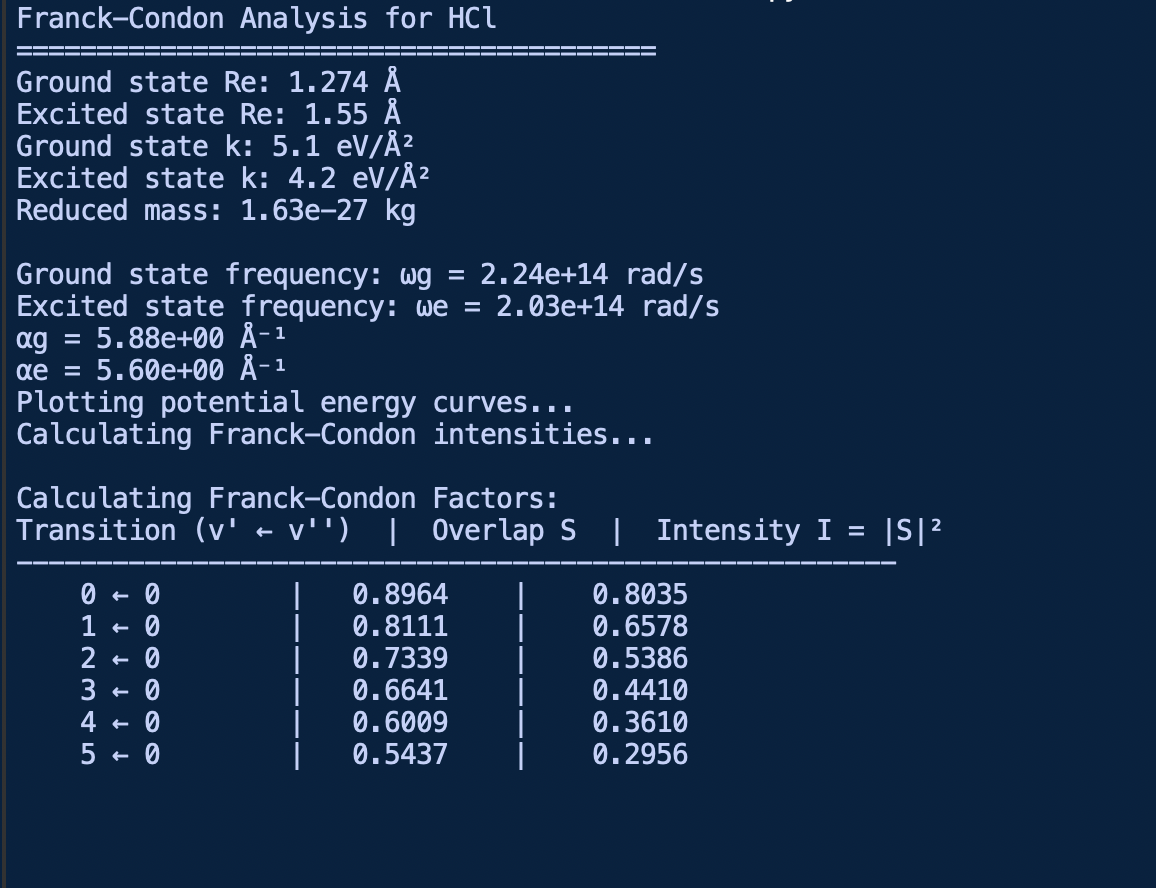 Franck–Condon Analysis for HCl
========================================
Ground state Re: 1.274 Å
Excited state Re: 1.55 Å
Ground state k: 5.1 eV/Å²
Excited state k: 4.2 eV/Å²
Reduced mass: 1.63e–27 kg
Ground state frequency: ωg = 2.24e+14 rad/s
Excited state frequency: ωe = 2.03e+14 rad/s
αg = 5.88e+00 Å⁻¹
αe = 5.60e+00 Å⁻¹
Plotting potential energy curves...
Calculating Franck–Condon intensities...
Calculating Franck–Condon Factors:
Transition (v' ← v'')  |  Overlap S  |  Intensity I = |S|²
–––––––––––––––––––––––––––––––––––––––––––––––––––––––
    0 ← 0        |   0.8964    |    0.8035
    1 ← 0        |   0.8111    |    0.6578
    2 ← 0        |   0.7339    |    0.5386
    3 ← 0        |   0.6641    |    0.4410
    4 ← 0        |   0.6009    |    0.3610
    5 ← 0        |   0.5437    |    0.2956